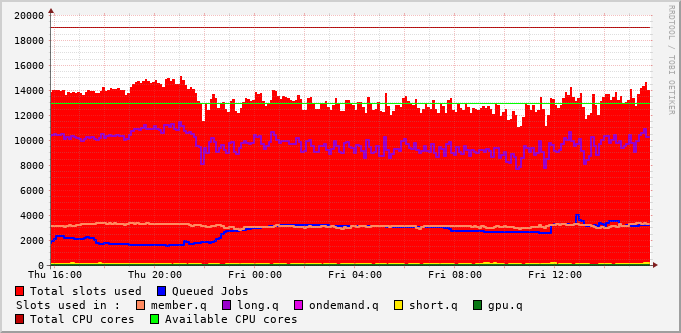 20000
18000
16000
14000
12000
10000
8000
6000
4000
2000
0
Thu 16:00 Thu 20:00 Fri 00:00 Fri 04:00 Fri 08:00 Fri 12:00
Total slots used Queued Jobs
Slots used in : member.q long.q ondemand.q short.q gpu.q
Total CPU cores Available CPU cores
RRDTOOL / TOBI OETIKER